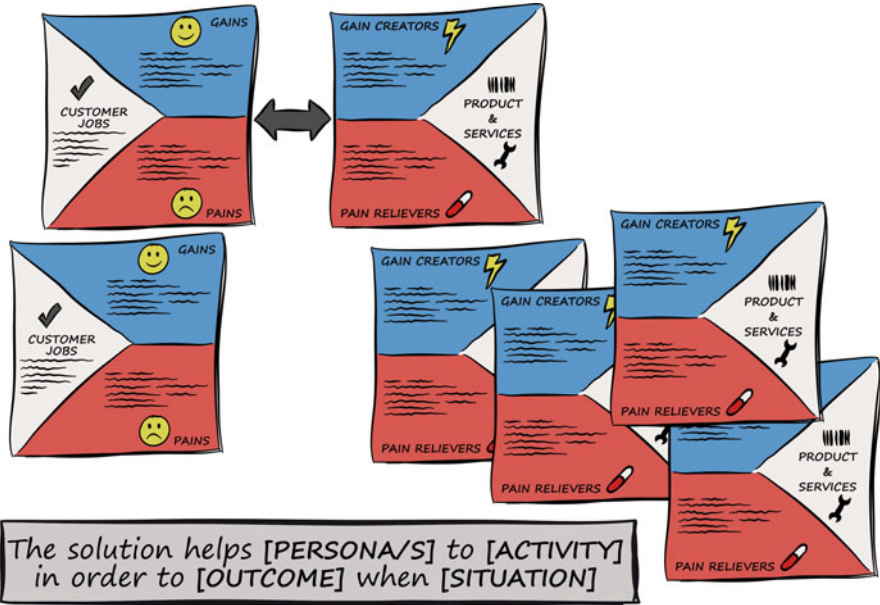 GAINS
CUSTOMER
JOBS
PAINS
GAIN CREATORS
PRODUCT
&
SERVICES
PAIN RELIEVERS
GAINS
CUSTOMER
JOBS
PAINS
GAIN CREATORS
PAIN RELIEVERS
GAIN CREATORS
PAIN RELIEVERS
GAIN CREATORS
PRODUCT
&
SERVICES
PAIN RELIEVERS
PRODUCT
&
SERVICES
PAIN RELIEVERS
The solution helps [PERSONA/S] to [ACTIVITY]
in order to [OUTCOME] when [SITUATION]